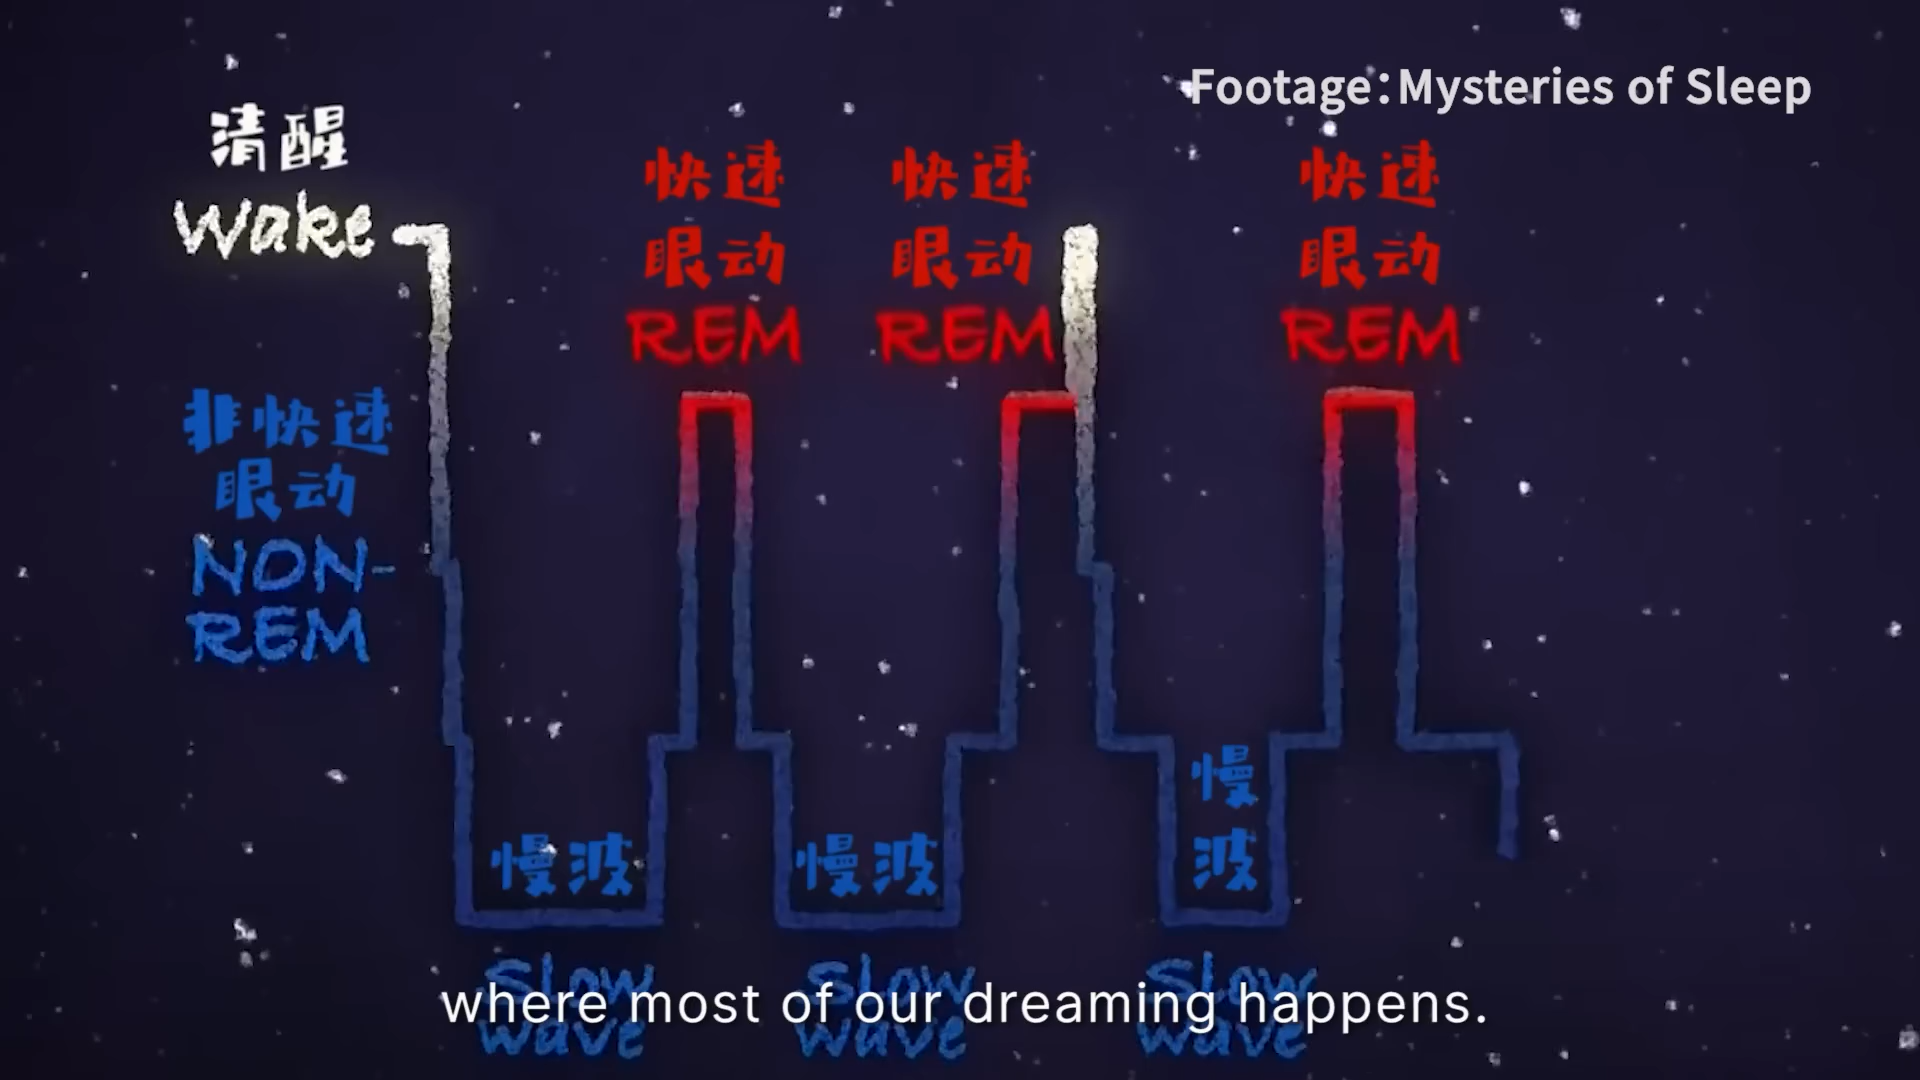 Footage:Mysteries of Sleep
清醒
Wake
快速
眼动
REM
快速
眼动
REM
快速
眼动
REM
非快速
眼动
NON-
REM
慢波
慢波
慢
波
Slow
wave
Slow
wave
Slow
wave
where most of our dreaming happens.